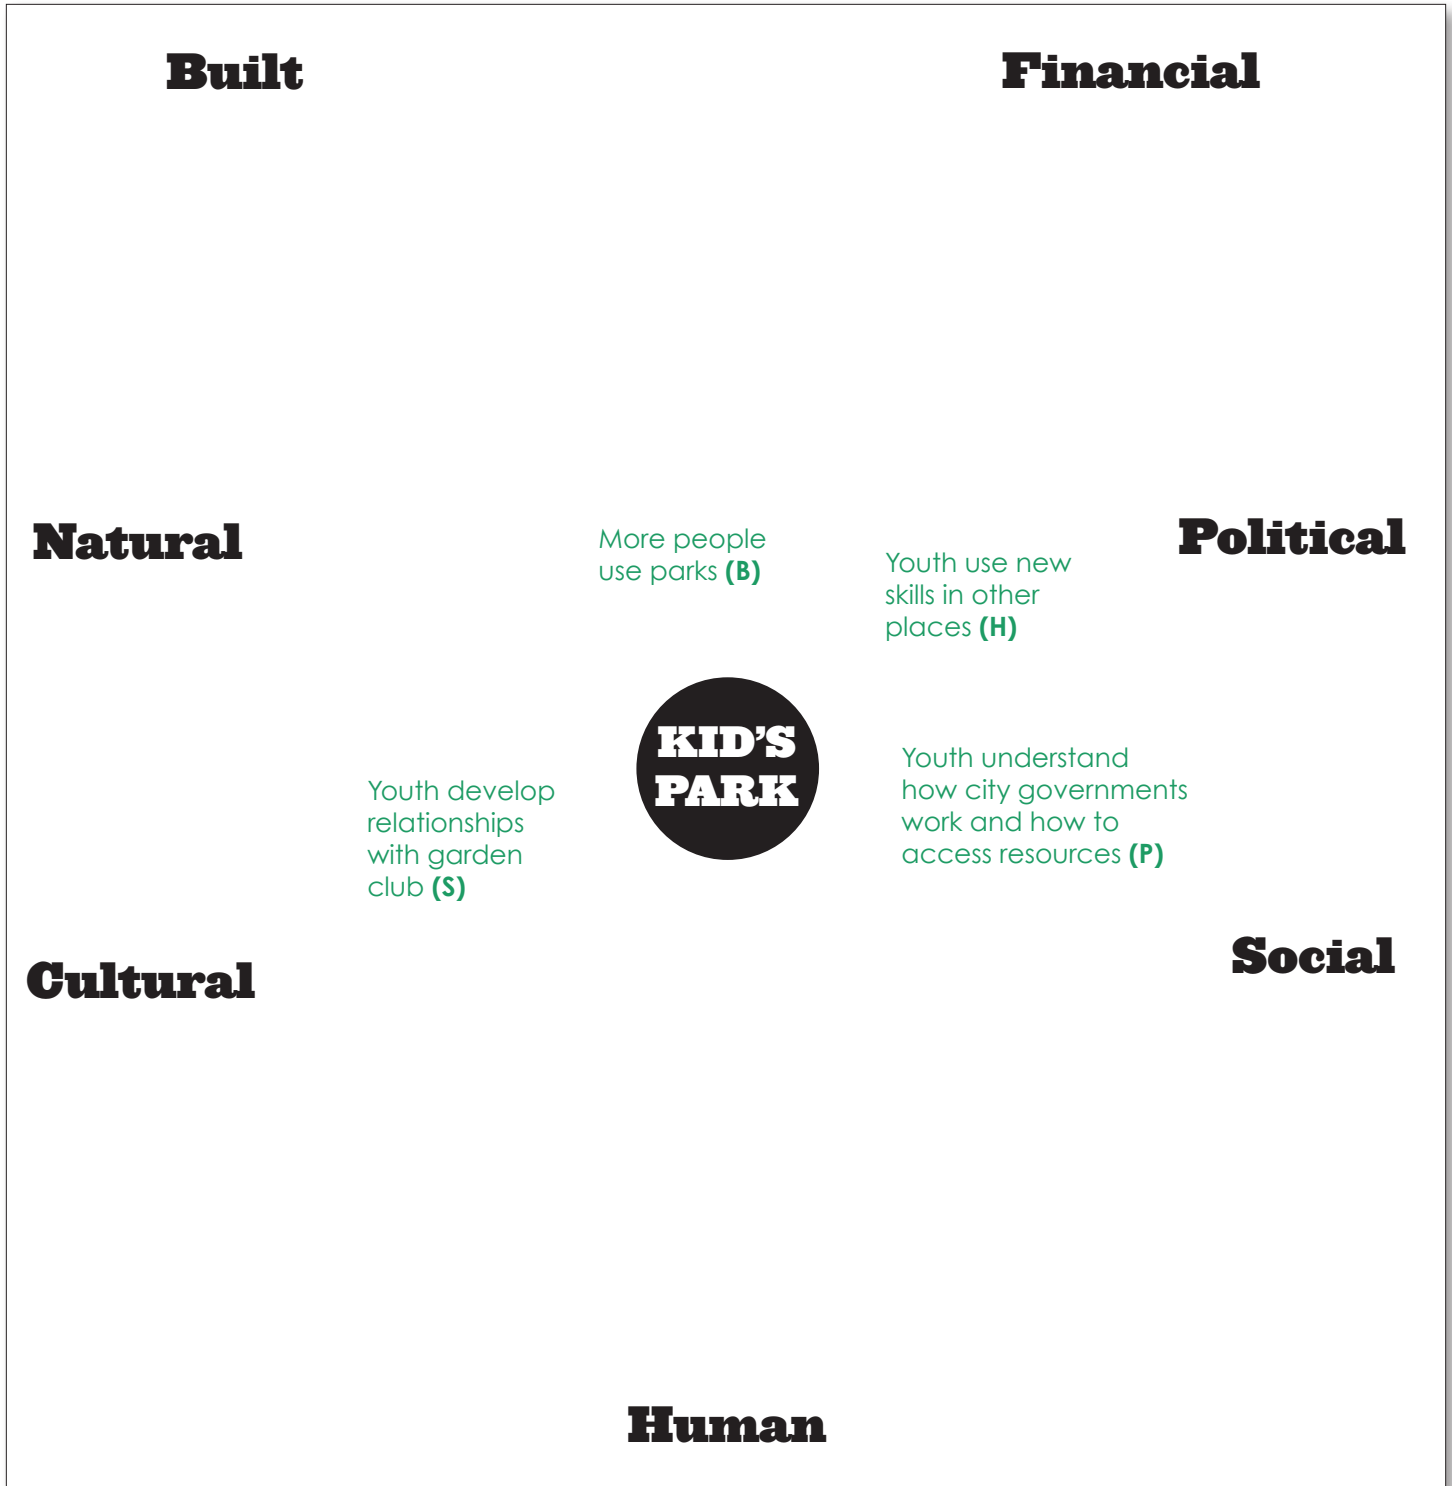 Built
Financial
Natural
Political
More people
use parks (B)
Youth use new
skills in other
places (H)
KID'S
PARK
Youth understand
how city governments
work and how to
access resources (P)
Youth develop
relationships
with garden
club (S)
Cultural
Social
Human